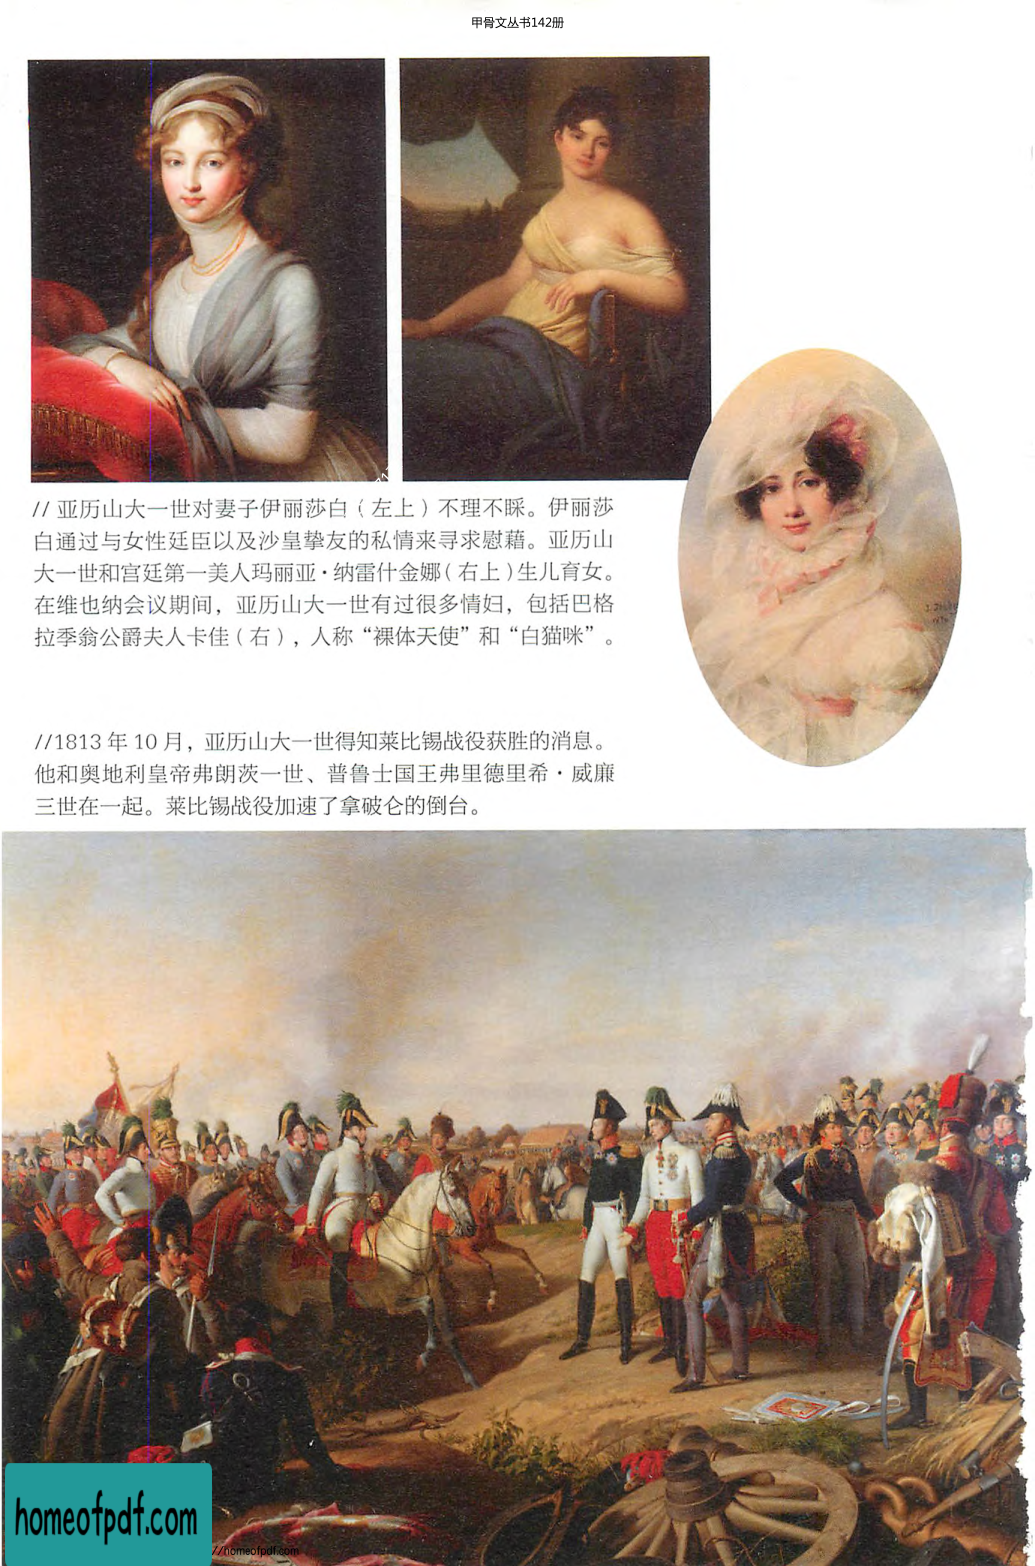 甲骨文丛书142册
// 亚历山大一世对妻子伊丽莎白（左上）不理不睬。伊丽莎
白通过与女性廷臣以及沙皇挚友的私情来寻求慰藉。亚历山
大一世和宫廷第一美人玛丽亚·纳雷什金娜（右上）生儿育女。
在维也纳会议期间，亚历山大一世有过很多情妇，包括巴格
拉季翁公爵夫人卡佳（右），人称“裸体天使”和“白猫咪”。
//1813 年 10 月，亚历山大一世得知莱比锡战役获胜的消息。
他和奥地利皇帝弗朗茨一世、普鲁士国王弗里德里希·威廉
三世在一起。莱比锡战役加速了拿破仑的倒台。
homeofpdf.com
//homeofpdf.com